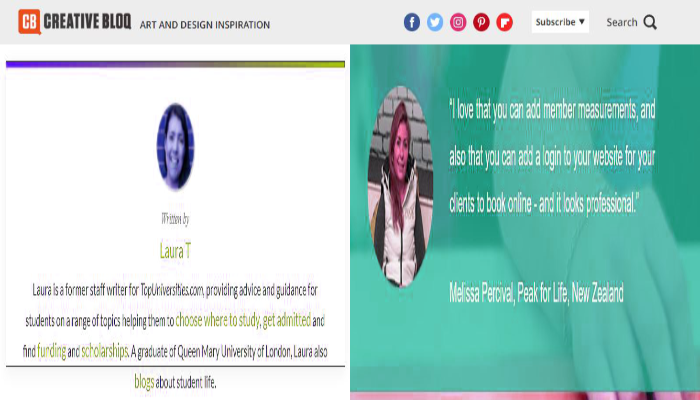 CB CREATIVE BLOQ ART AND DESIGN INSPIRATION
Subscribe ▼ Search
Written by
Laura T
Laura is a former staff writer for TopUniversities.com, providing advice and guidance for
students on a range of topics helping them to choose where to study, get admitted and
find funding and scholarships. A graduate of Queen Mary University of London, Laura also
blogs about student life.
"I love that you can add member measurements, and
also that you can add a login to your website for your
clients to book online - and it looks professional."
Melissa Percival, Peak for Life, New Zealand